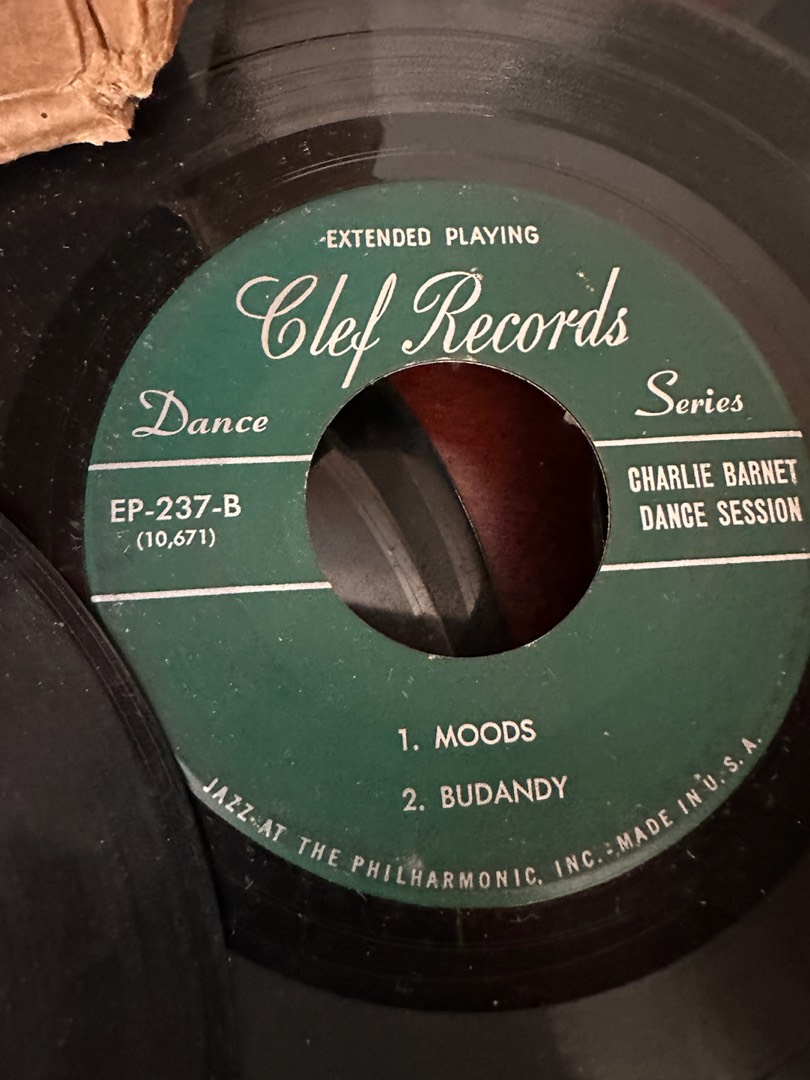 EXTENDED PLAYING
Clef Records
Dance Series
EP-237-B
(10,671)
CHARLIE BARNET
DANCE SESSION
1. MOODS
2. BUDANDY
JAZZ AT THE PHILHARMONIC, INC. : MADE IN U. S. A.